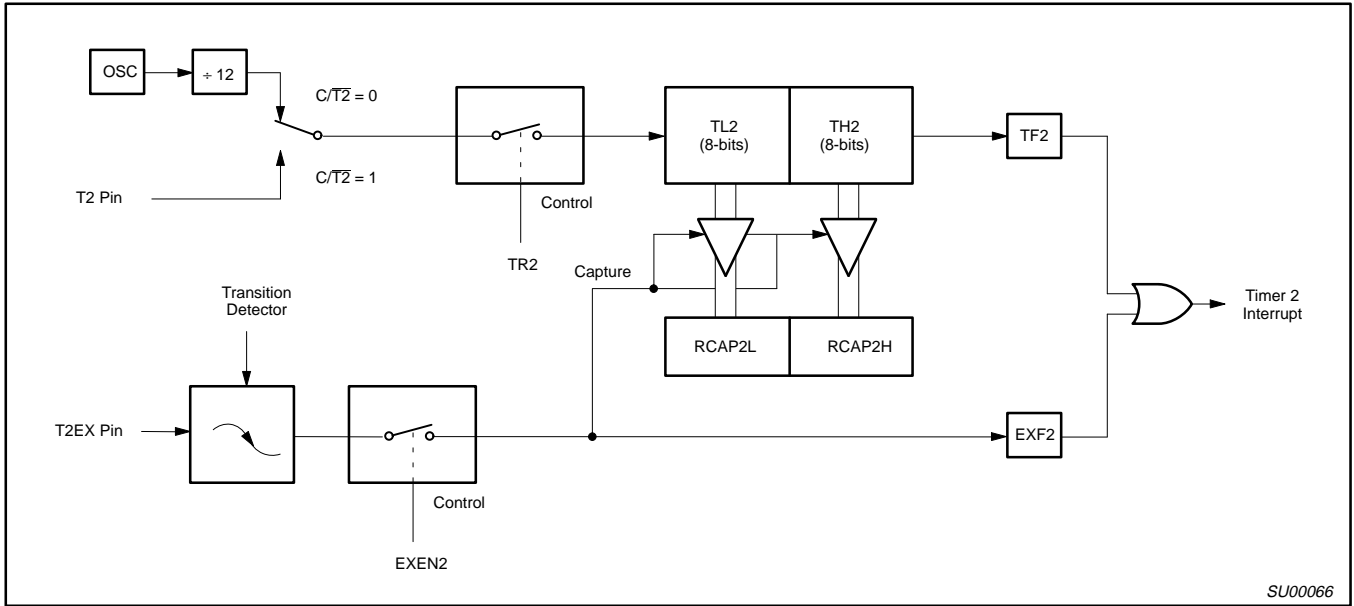 OSC
÷ 12
C/T2 = 0
C/T2 = 1
T2 Pin
Control
TR2
TL2
(8-bits)
TH2
(8-bits)
TF2
Capture
RCAP2L
RCAP2H
Timer 2
Interrupt
Transition
Detector
T2EX Pin
Control
EXEN2
EXF2
SU00066